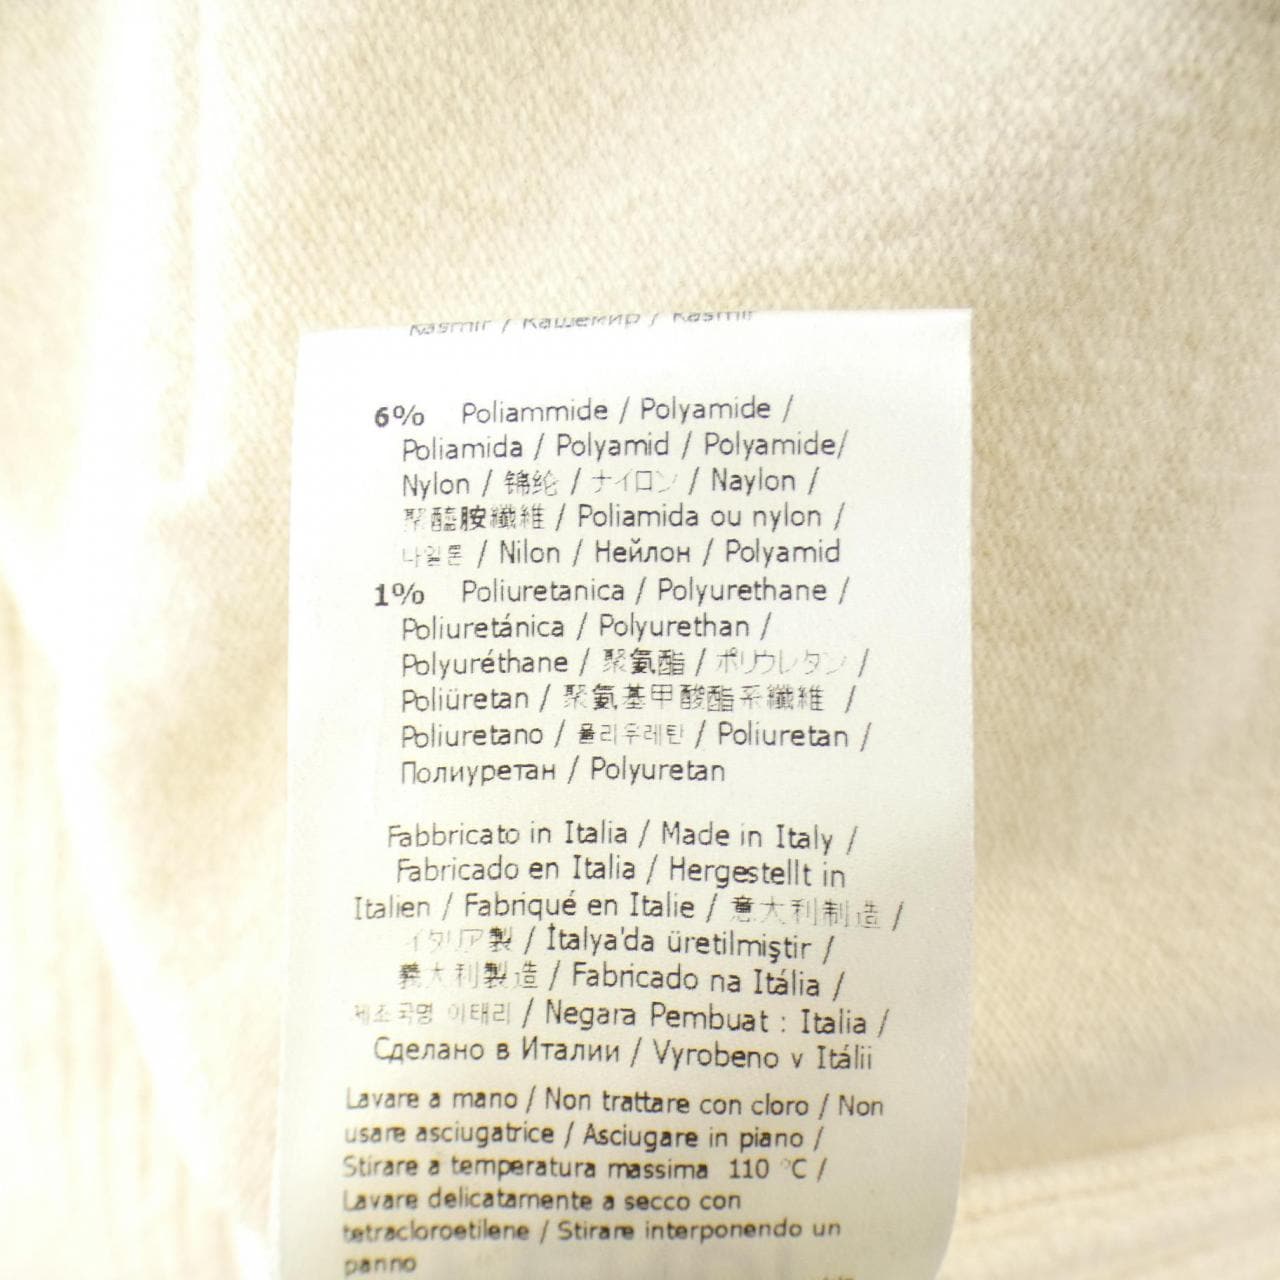 Kasmir / Кашемир / Kasmir
6% Poliammide / Polyamide /
Poliamida / Polyamid / Polyamide/
Nylon / 锦纶 / ナイロン / Naylon /
聚醯胺纖維 / Poliamida ou nylon /
나일론 / Nilon / Нейлон / Polyamid
1% Poliuretanica / Polyurethane /
Poliuretánica / Polyurethan /
Polyuréthane / 聚氨酯 / ポリウレタン /
Poliüretan / 聚氨基甲酸酯系纖維 /
Poliuretano / 폴리우레탄 / Poliuretan /
Полиуретан / Polyuretan
Fabbricato in Italia / Made in Italy /
Fabricado en Italia / Hergestellt in
Italien / Fabriqué en Italie / 意大利制造 /
イタリア製 / İtalya'da üretilmiştir /
義大利製造 / Fabricado na Itália /
제조국명 이태리 / Negara Pembuat : Italia /
Сделано в Италии / Vyrobeno v Itálii
Lavare a mano / Non trattare con cloro / Non
usare asciugatrice / Asciugare in piano /
Stirare a temperatura massima 110 °C /
Lavare delicatamente a secco con
tetracloroetilene / Stirare interponendo un
panno